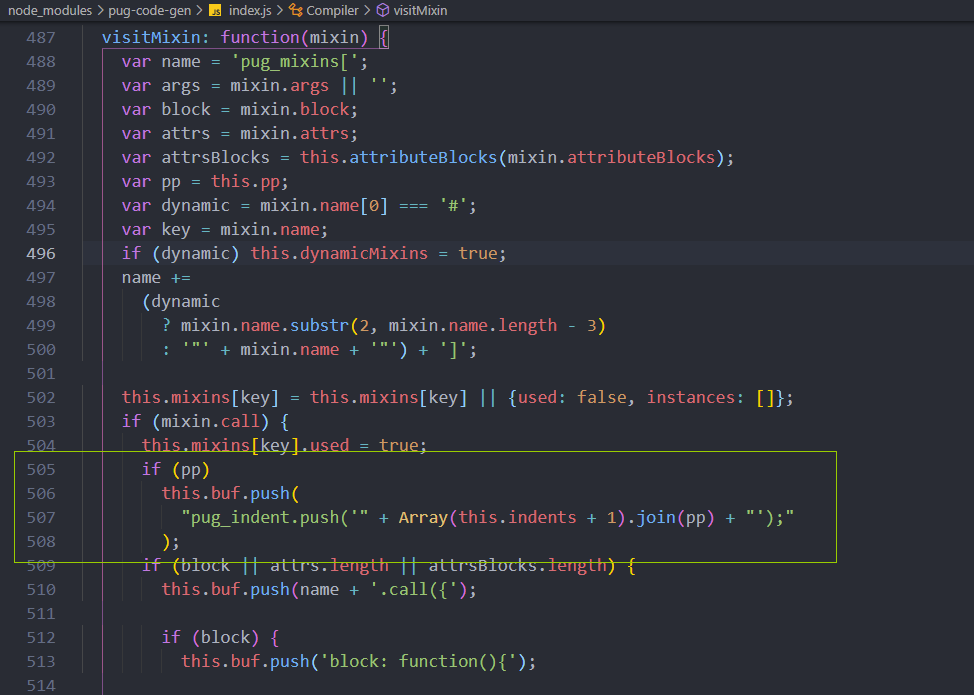 node_modules > pug-code-gen > JS index.js > Compiler > visitMixin
487 visitMixin: function(mixin) {
488 var name = 'pug_mixins[';
489 var args = mixin.args || '';
490 var block = mixin.block;
491 var attrs = mixin.attrs;
492 var attrsBlocks = this.attributeBlocks(mixin.attributeBlocks);
493 var pp = this.pp;
494 var dynamic = mixin.name[0] === '#';
495 var key = mixin.name;
496 if (dynamic) this.dynamicMixins = true;
497 name +=
498 (dynamic
499 ? mixin.name.substr(2, mixin.name.length - 3)
500 : '"' + mixin.name + '"') + ']';
501
502 this.mixins[key] = this.mixins[key] || {used: false, instances: []};
503 if (mixin.call) {
504 this.mixins[key].used = true;
505 if (pp)
506 this.buf.push(
507 "pug_indent.push('" + Array(this.indents + 1).join(pp) + "');"
508 );
509 if (block || attrs.length || attrsBlocks.length) {
510 this.buf.push(name + '.call({');
511
512 if (block) {
513 this.buf.push('block: function(){');
514